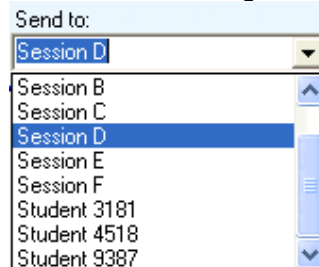 Send to:
Session D
Session B
Session C
Session D
Session E
Session F
Student 3181
Student 4518
Student 9387